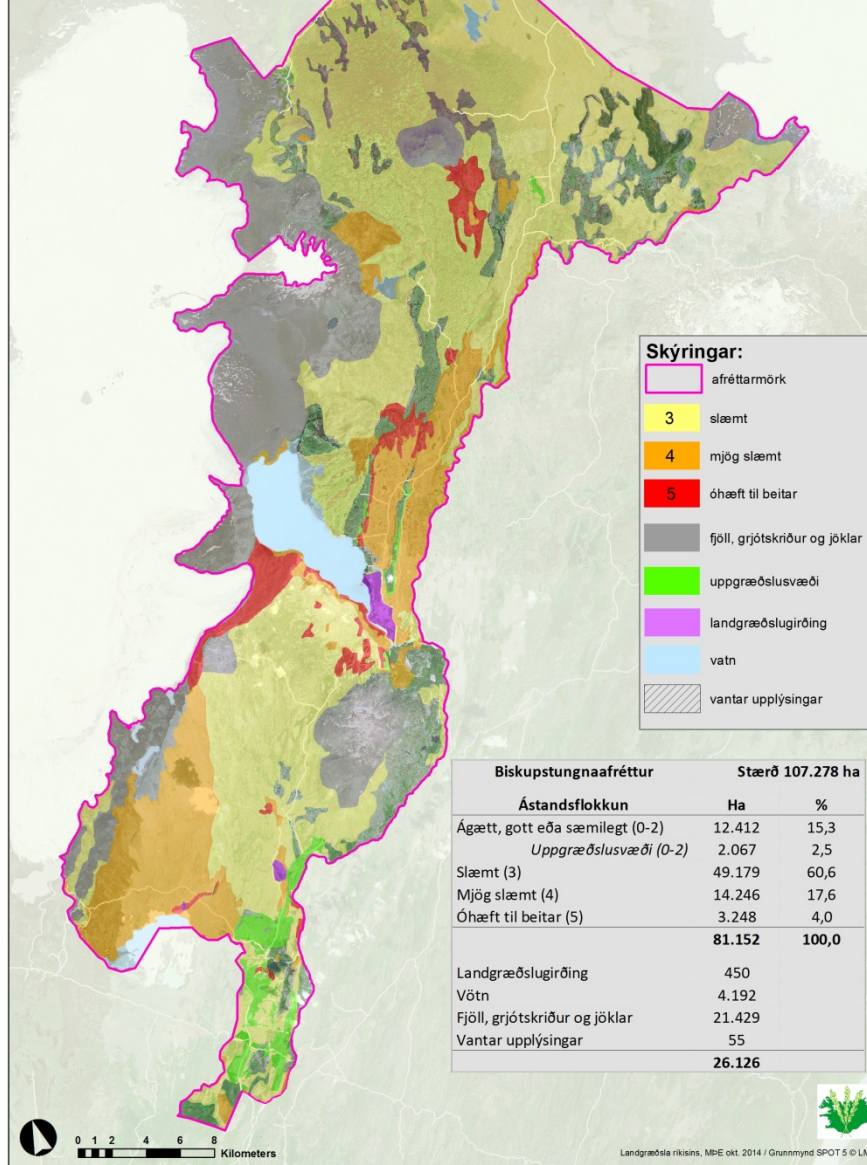 Skýringar:
afréttarmörk
3 slæmt
4 mjög slæmt
5 óhæft til beitar
fjöll, grjótskriður og jöklar
uppgræðslusvæði
landgræðslugirðing
vatn
vantar upplýsingar
Biskupstungnaafréttur Stærð 107.278 ha
Ástandsflokkun Ha %
Ágætt, gott eða sæmilegt (0-2) 12.412 15,3
Uppgræðslusvæði (0-2) 2.067 2,5
Slæmt (3) 49.179 60,6
Mjög slæmt (4) 14.246 17,6
Óhæft til beitar (5) 3.248 4,0
81.152 100,0
Landgræðslugirðing 450
Vötn 4.192
Fjöll, grjótskriður og jöklar 21.429
Vantar upplýsingar 55
26.126
0 1 2 4 6 8
Kilometers
Landgræðsla ríkisins, MÞE okt. 2014 / Grunnmynd SPOT 5 ©